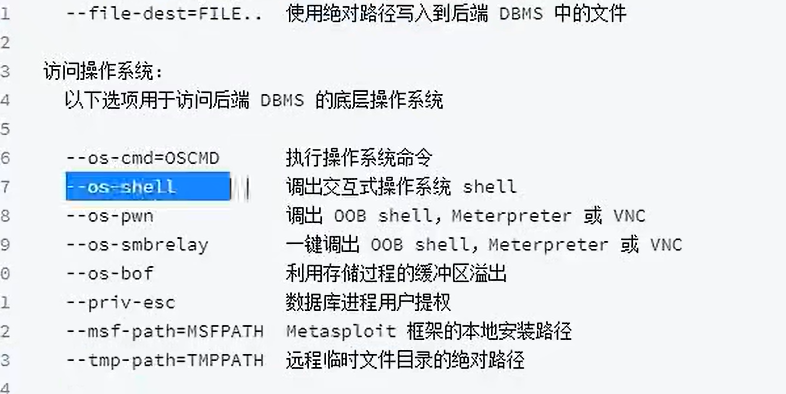 1 --file-dest=FILE.. 使用绝对路径写入到后端 DBMS 中的文件
2
3 访问操作系统：
4 以下选项用于访问后端 DBMS 的底层操作系统
5
6 --os-cmd=OSCMD 执行操作系统命令
7 --os-shell 调出交互式操作系统 shell
8 --os-pwn 调出 OOB shell，Meterpreter 或 VNC
9 --os-smbrelay 一键调出 OOB shell，Meterpreter 或 VNC
0 --os-bof 利用存储过程的缓冲区溢出
1 --priv-esc 数据库进程用户提权
2 --msf-path=MSFPATH Metasploit 框架的本地安装路径
3 --tmp-path=TMPPATH 远程临时文件目录的绝对路径
4